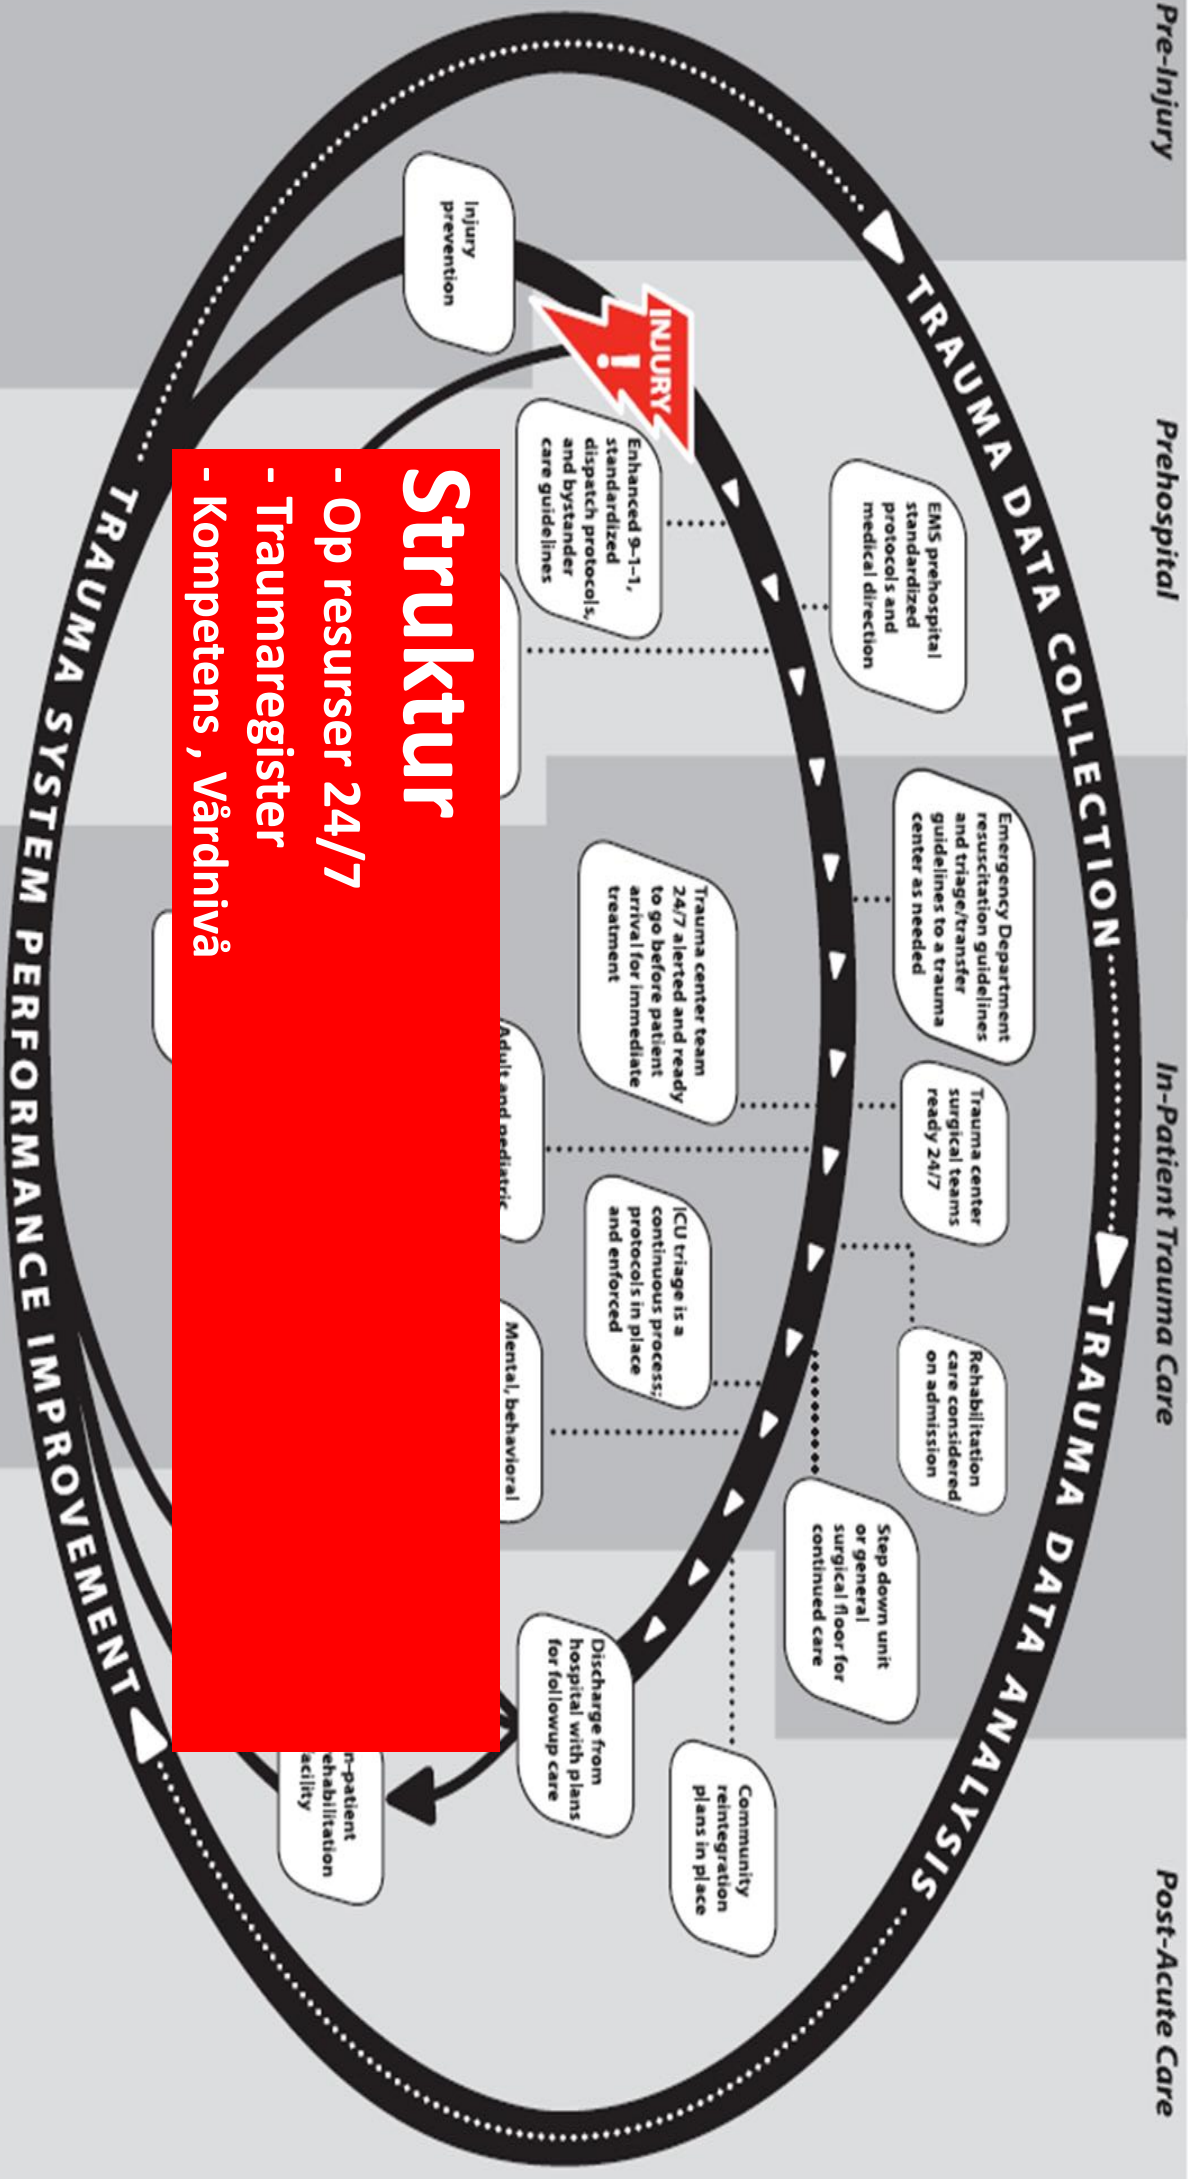 Pre-Injury
Prehospital
In-Patient Trauma Care
Post-Acute Care
TRAUMA DATA COLLECTION
TRAUMA DATA ANALYSIS
TRAUMA SYSTEM PERFORMANCE IMPROVEMENT
Injury
prevention
INJURY
!
EMS prehospital
standardized
protocols and
medical direction
Enhanced 9-1-1,
standardized
dispatch protocols,
and bystander
care guidelines
Emergency Department
resuscitation guidelines
and triage/transfer
guidelines to a trauma
center as needed
Trauma center
surgical teams
ready 24/7
Rehabilitation
care considered
on admission
Step down unit
or general
surgical floor for
continued care
Trauma center team
24/7 alerted and ready
to go before patient
arrival for immediate
treatment
ICU triage is a
continuous process;
protocols in place
and enforced
Community
reintegration
plans in place
Discharge from
hospital with plans
for followup care
Adult and pediatric
Mental, behavioral
n-patient
ehabilitation
acility
Struktur
- Op resurser 24/7
- Traumaregister
- Kompetens , Vårdnivå